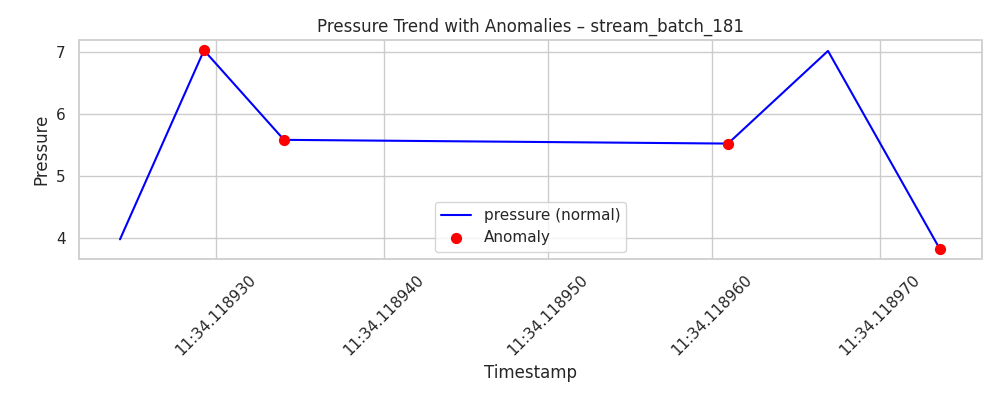 Pressure Trend with Anomalies – stream_batch_181
Pressure
7
6
5
4
pressure (normal)
Anomaly
11:34.118930
11:34.118940
11:34.118950
11:34.118960
11:34.118970
Timestamp